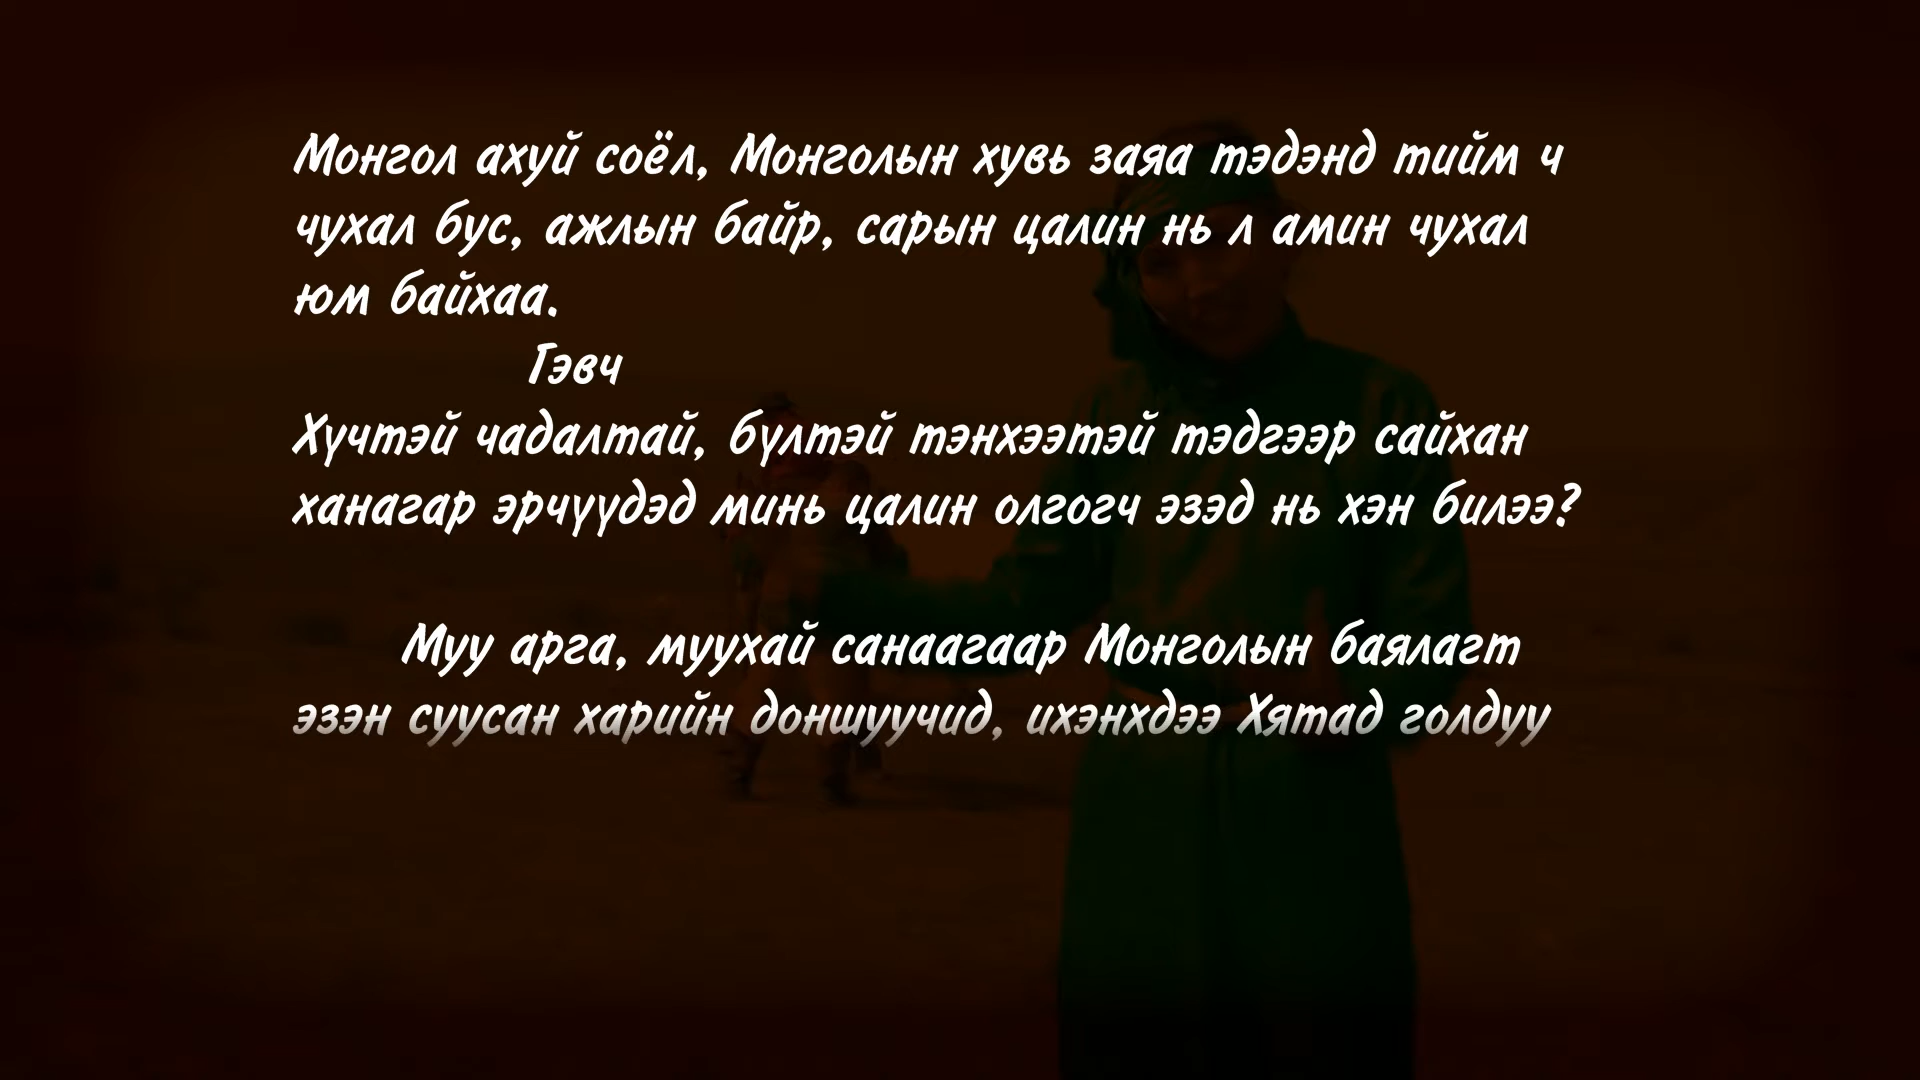 Монгол ахуй соёл, Монголын хувь заяа тэдэнд тийм ч
чухал бус, ажлын байр, сарын цалин нь л амин чухал
юм байхаа.
Гэвч
Хүчтэй чадалтай, бүлтэй тэнхээтэй тэдгээр сайхан
ханагар эрчүүдэд минь цалин олгогч эзэд нь хэн билээ?
Муу арга, муухай санаагаар Монголын баялагт
эзэн суусан харийн доншуучид, ихэнхдээ Хятад голдуу